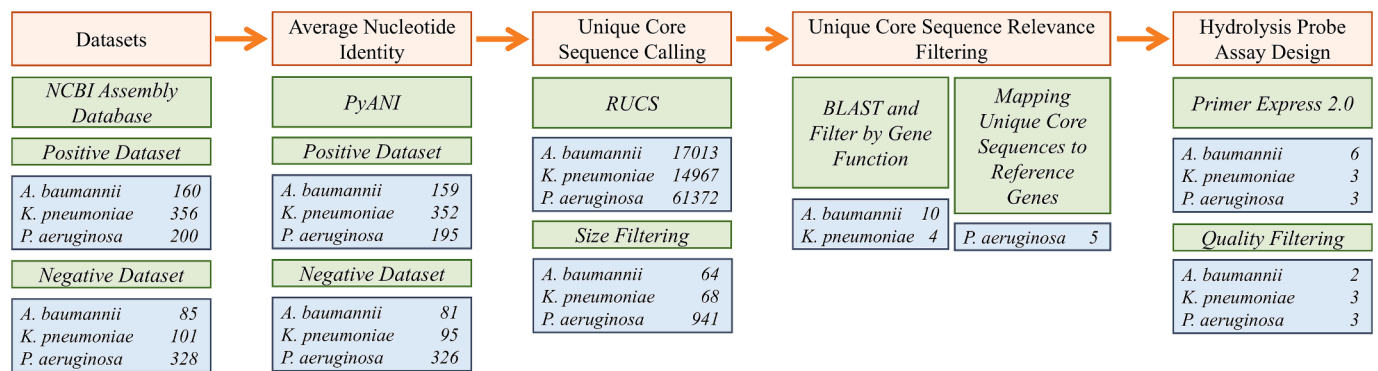 Datasets
NCBI Assembly
Database
Positive Dataset
A. baumannii 160
K. pneumoniae 356
P. aeruginosa 200
Negative Dataset
A. baumannii 85
K. pneumoniae 101
P. aeruginosa 328
Average Nucleotide
Identity
PyANI
Positive Dataset
A. baumannii 159
K. pneumoniae 352
P. aeruginosa 195
Negative Dataset
A. baumannii 81
K. pneumoniae 95
P. aeruginosa 326
Unique Core
Sequence Calling
RUCS
A. baumannii 17013
K. pneumoniae 14967
P. aeruginosa 61372
Size Filtering
A. baumannii 64
K. pneumoniae 68
P. aeruginosa 941
Unique Core Sequence Relevance
Filtering
BLAST and
Filter by Gene
Function
A. baumannii 10
K. pneumoniae 4
Mapping
Unique Core
Sequences to
Reference
Genes
P. aeruginosa 5
Hydrolysis Probe
Assay Design
Primer Express 2.0
A. baumannii 6
K. pneumoniae 3
P. aeruginosa 3
Quality Filtering
A. baumannii 2
K. pneumoniae 3
P. aeruginosa 3